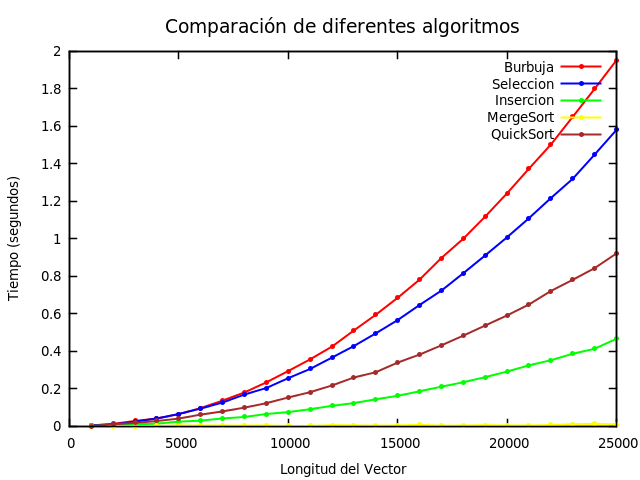 Comparación de diferentes algoritmos
Tiempo (segundos)
2
1.8
1.6
1.4
1.2
1
0.8
0.6
0.4
0.2
0
Burbuja
Seleccion
Insercion
MergeSort
QuickSort
0 5000 10000 15000 20000 25000
Longitud del Vector